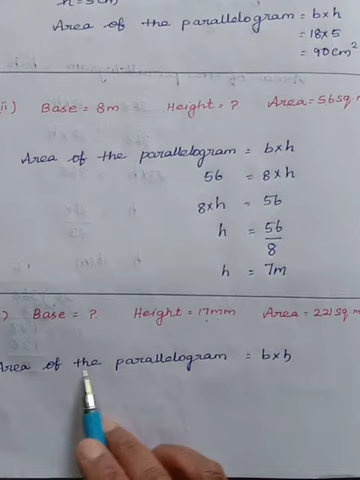 Area of the parallelogram = b×h
= 18×5
= 90cm²
ii) Base = 8m Height = ? Area = 56sq.m
Area of the parallelogram = b×h
56 = 8×h
8×h = 56
h = 56/8
h = 7m
) Base = ? Height = 17mm Area = 221sq.m
Area of the parallelogram = b×h